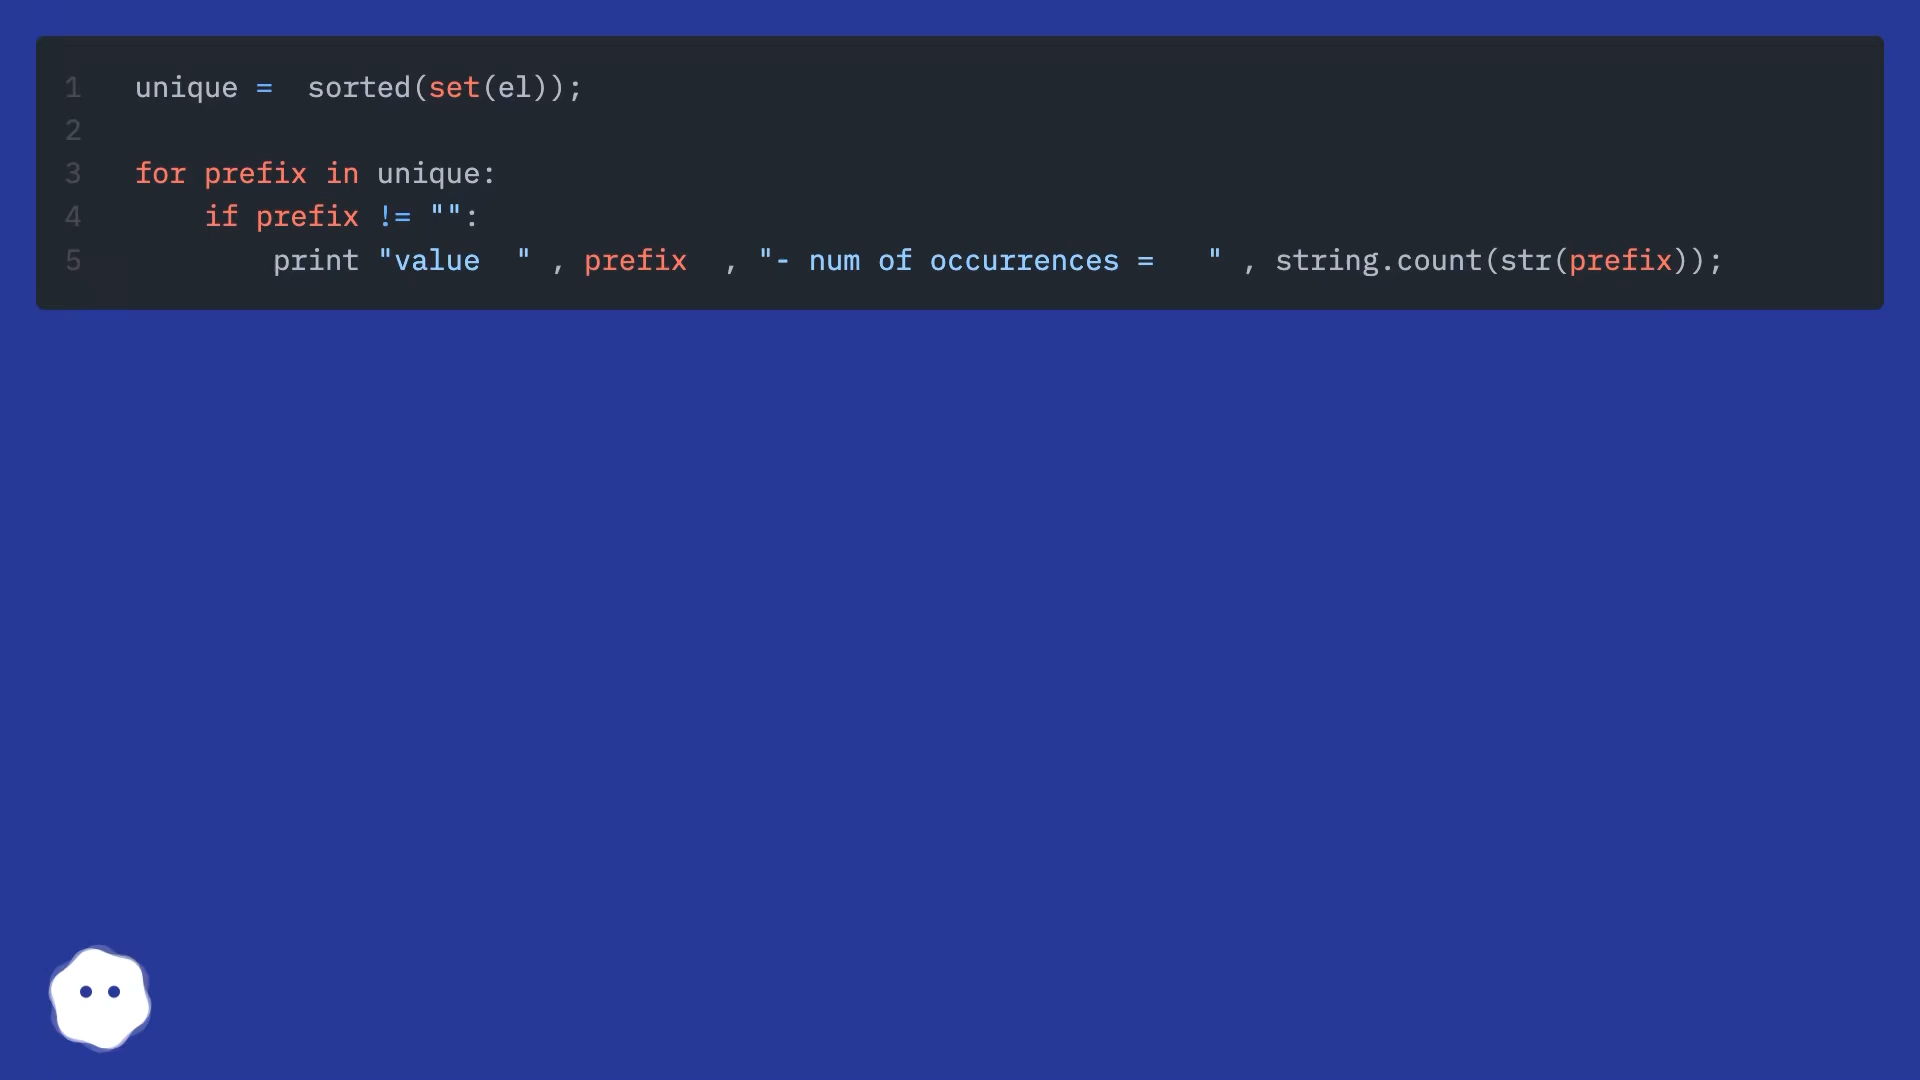 1 unique =  sorted(set(el));
2
3 for prefix in unique:
4     if prefix != "":
5         print "value  " , prefix  , "- num of occurrences =   " , string.count(str(prefix));